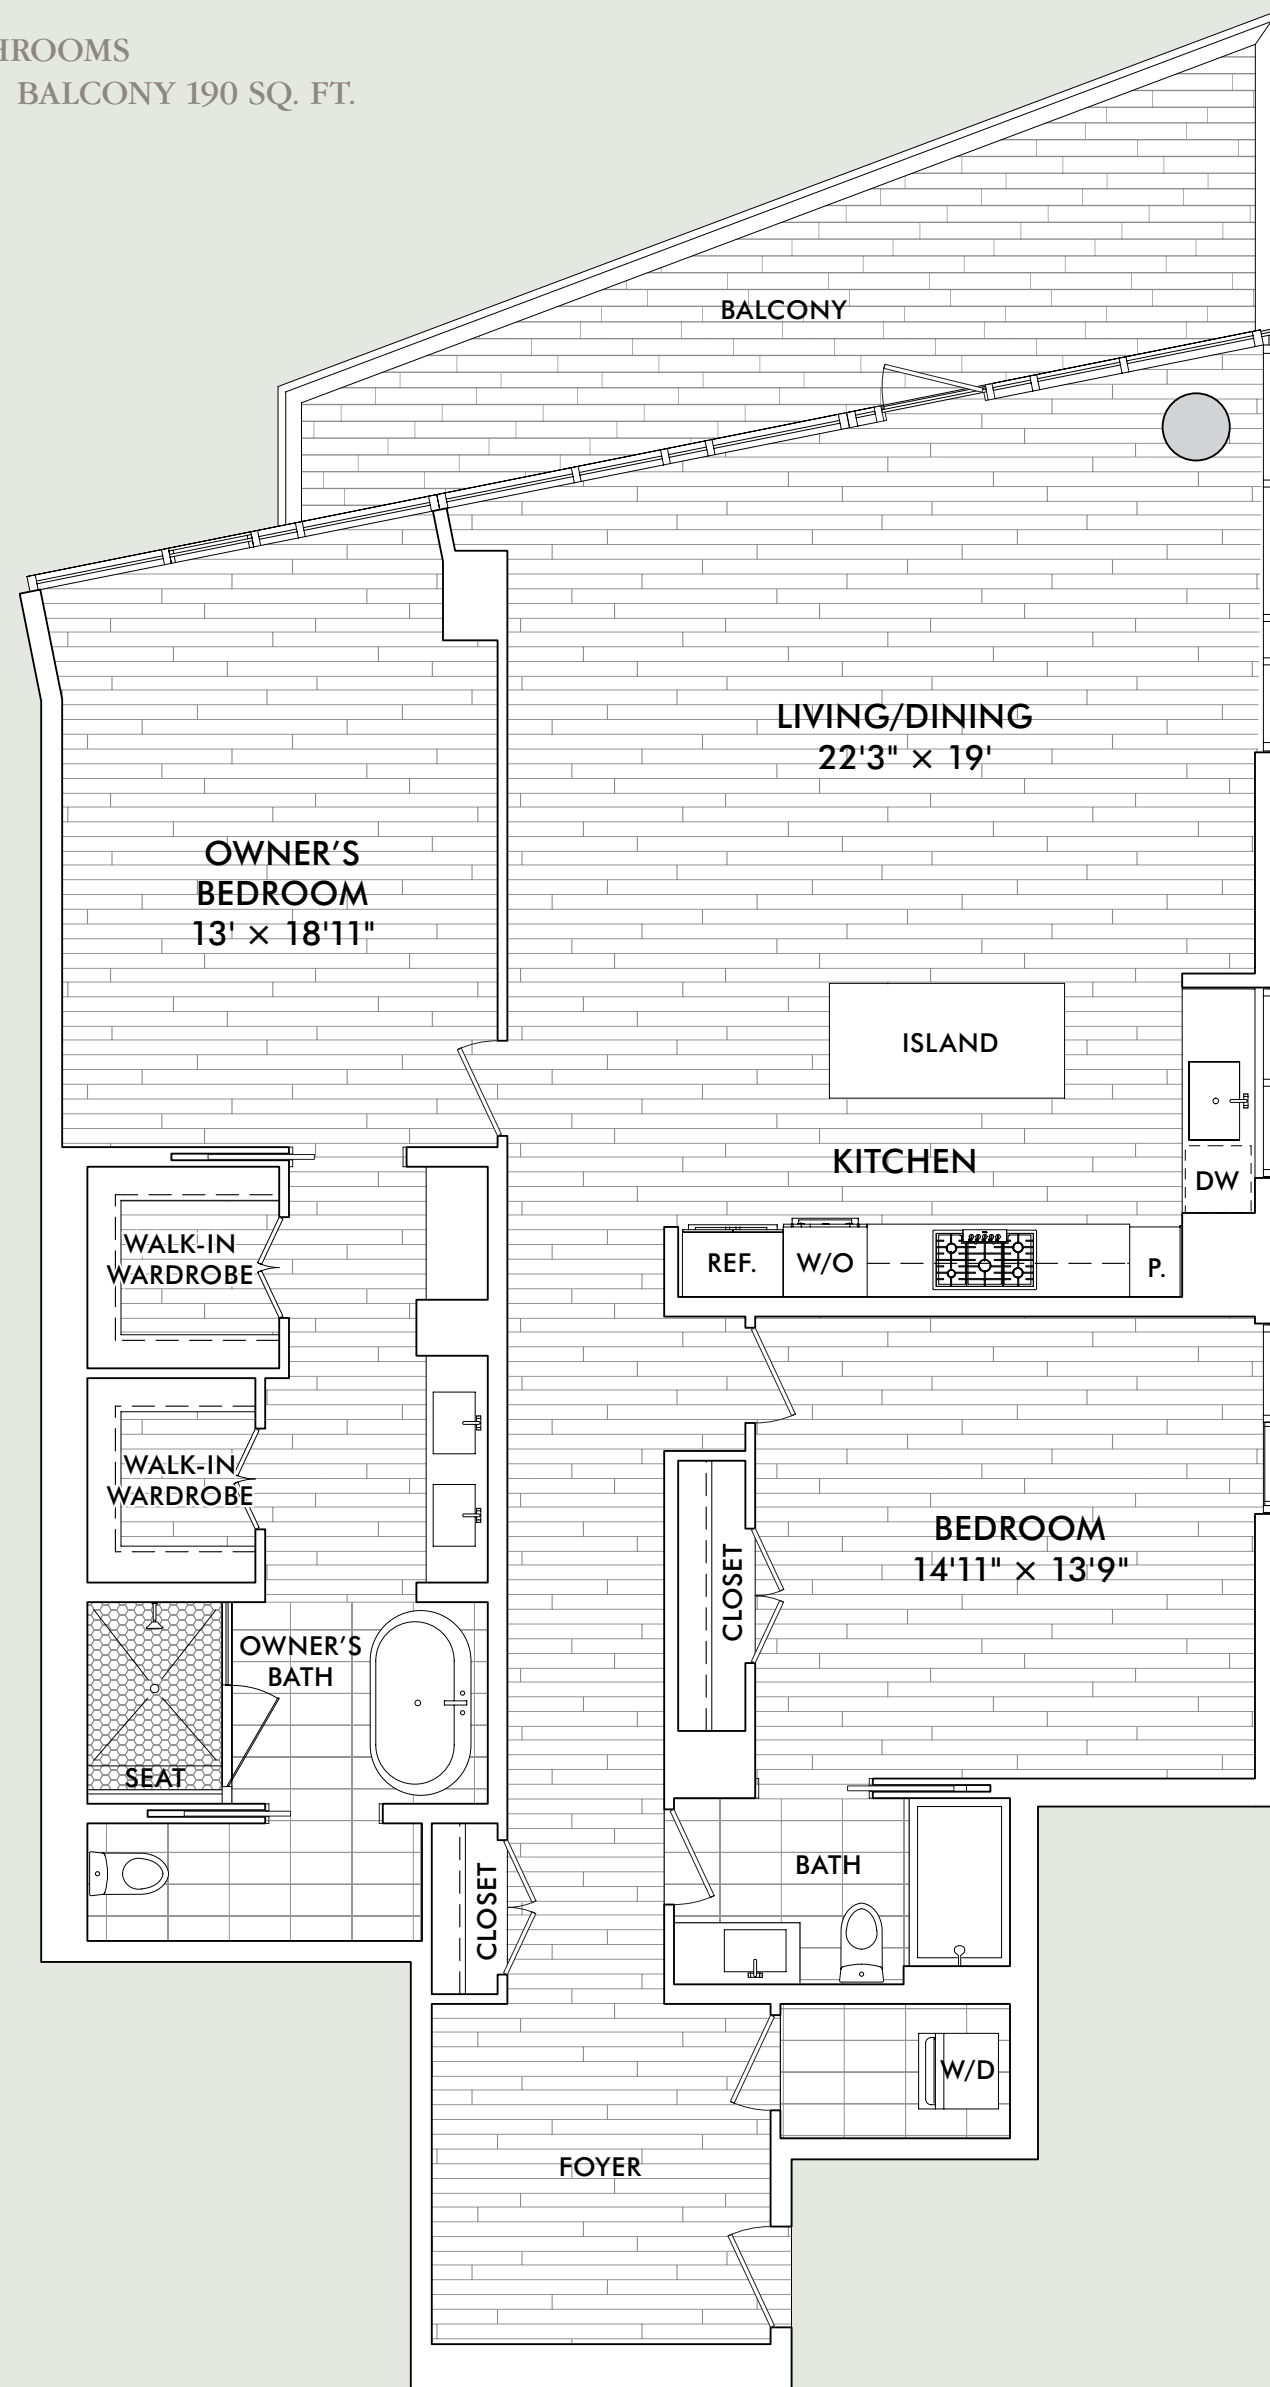 HROOMS
BALCONY 190 SQ. FT.
BALCONY
LIVING/DINING
22'3" × 19'
OWNER'S
BEDROOM
13' × 18'11"
ISLAND
KITCHEN
DW
REF.
W/O
P.
WALK-IN
WARDROBE
WALK-IN
WARDROBE
BEDROOM
14'11" × 13'9"
CLOSET
OWNER'S
BATH
SEAT
BATH
CLOSET
W/D
FOYER